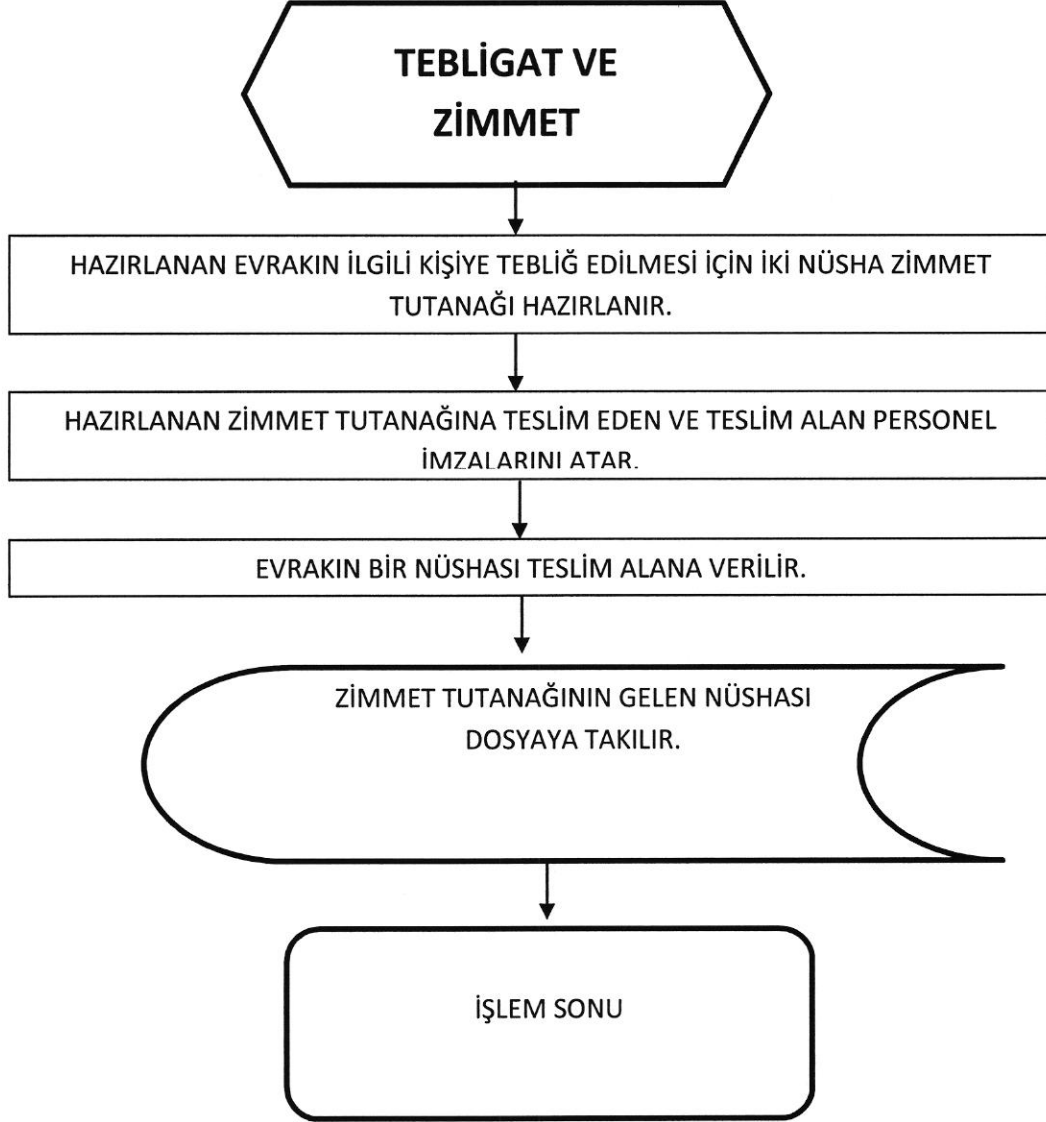 TEBLİGAT VE
ZİMMET
HAZIRLANAN EVRAKIN İLGİLİ KİŞİYE TEBLİĞ EDİLMESİ İÇİN İKİ NÜSHA ZİMMET
TUTANAĞI HAZIRLANIR.
HAZIRLANAN ZİMMET TUTANAĞINA TESLİM EDEN VE TESLİM ALAN PERSONEL
İMZALARINI ATAR.
EVRAKIN BİR NÜSHASI TESLİM ALANA VERİLİR.
ZİMMET TUTANAĞININ GELEN NÜSHASI
DOSYAYA TAKILIR.
İŞLEM SONU